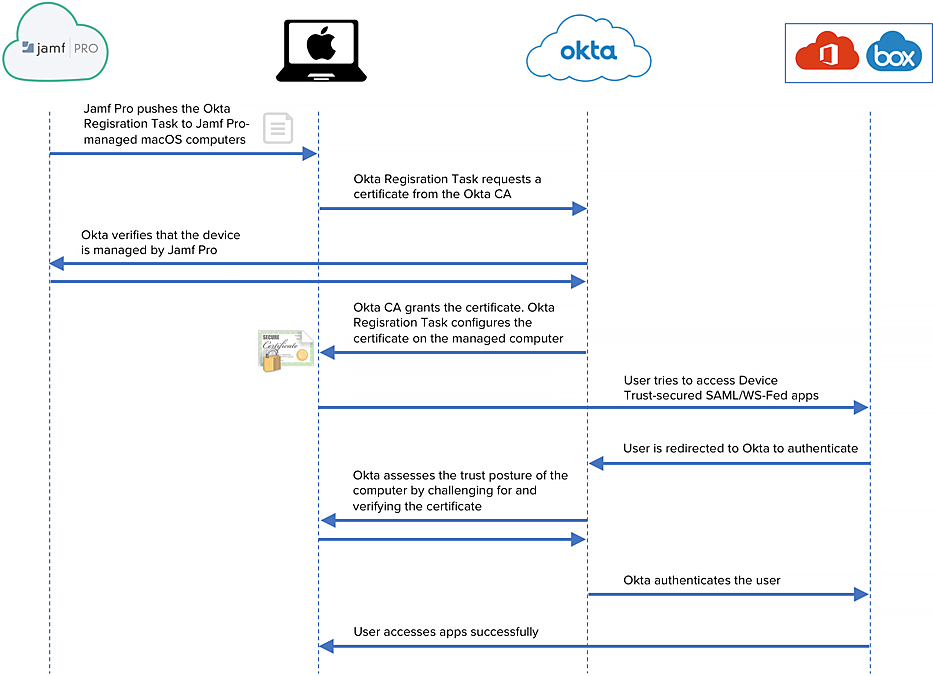 jamf PRO
okta
box
Jamf Pro pushes the Okta
Regisration Task to Jamf Pro-
managed macOS computers
Okta Regisration Task requests a
certificate from the Okta CA
Okta verifies that the device
is managed by Jamf Pro
Okta CA grants the certificate. Okta
Regisration Task configures the
certificate on the managed computer
SECURE
Certificate
User tries to access Device
Trust-secured SAML/WS-Fed apps
User is redirected to Okta to authenticate
Okta assesses the trust posture of the
computer by challenging for and
verifying the certificate
Okta authenticates the user
User accesses apps successfully